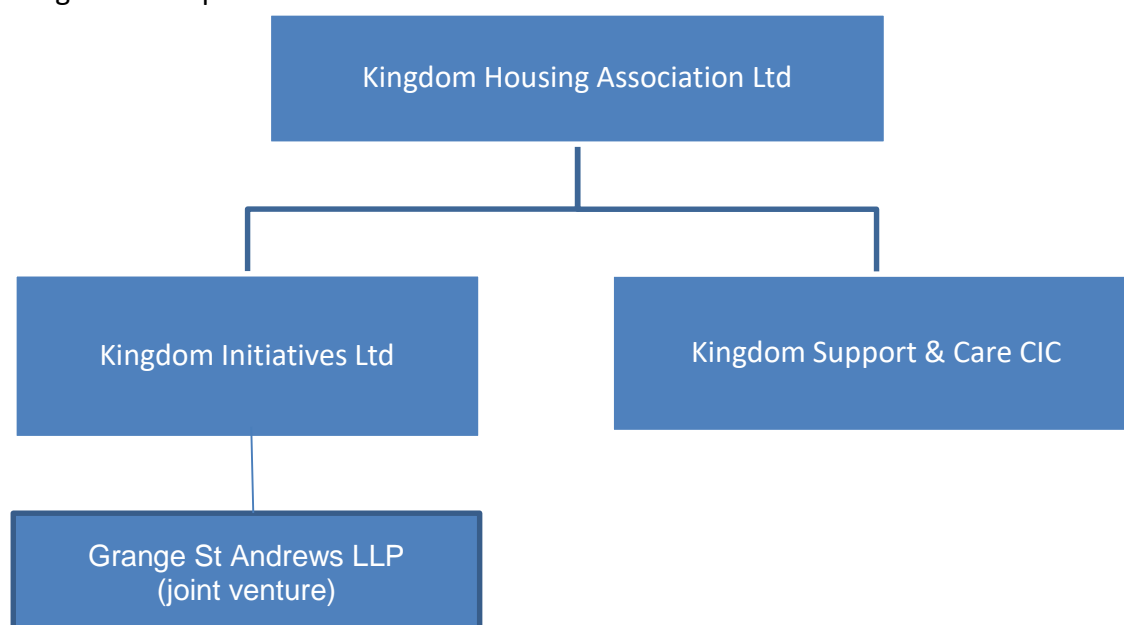 Kingdom Housing Association Ltd
Kingdom Initiatives Ltd
Kingdom Support & Care CIC
Grange St Andrews LLP
(joint venture)